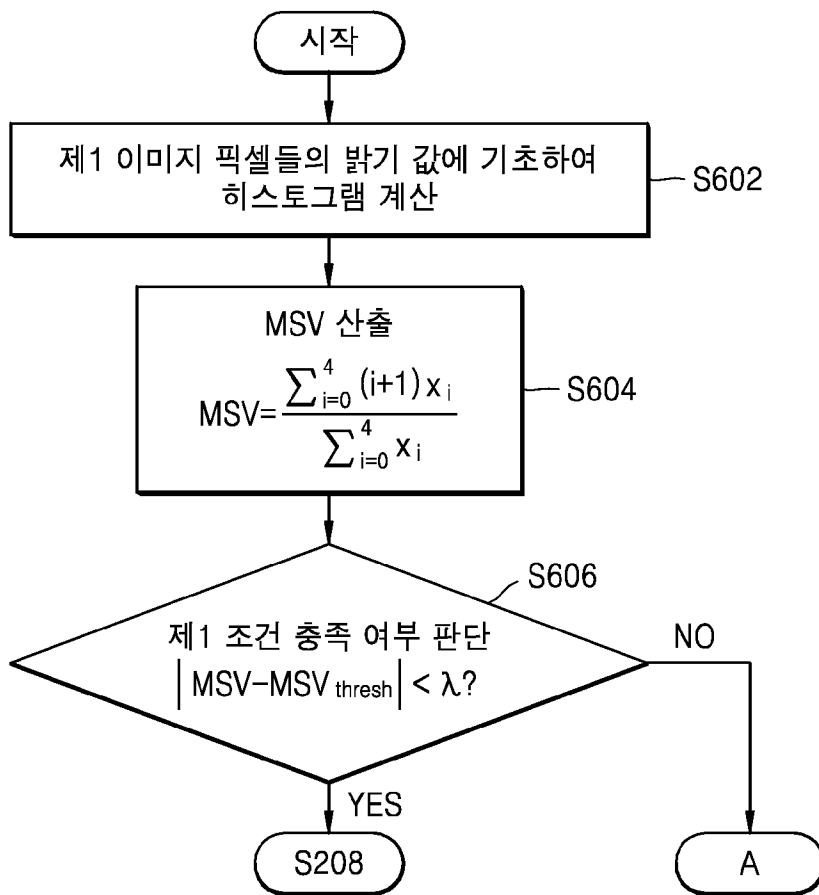 시작
제1 이미지 픽셀들의 밝기 값에 기초하여
히스토그램 계산
S602
MSV 산출
MSV=∑⁴ᵢ₌₀ (i+1) xᵢ / ∑⁴ᵢ₌₀ xᵢ
S604
S606
제1 조건 충족 여부 판단
|MSV-MSV thresh| < λ?
NO
YES
S208
A